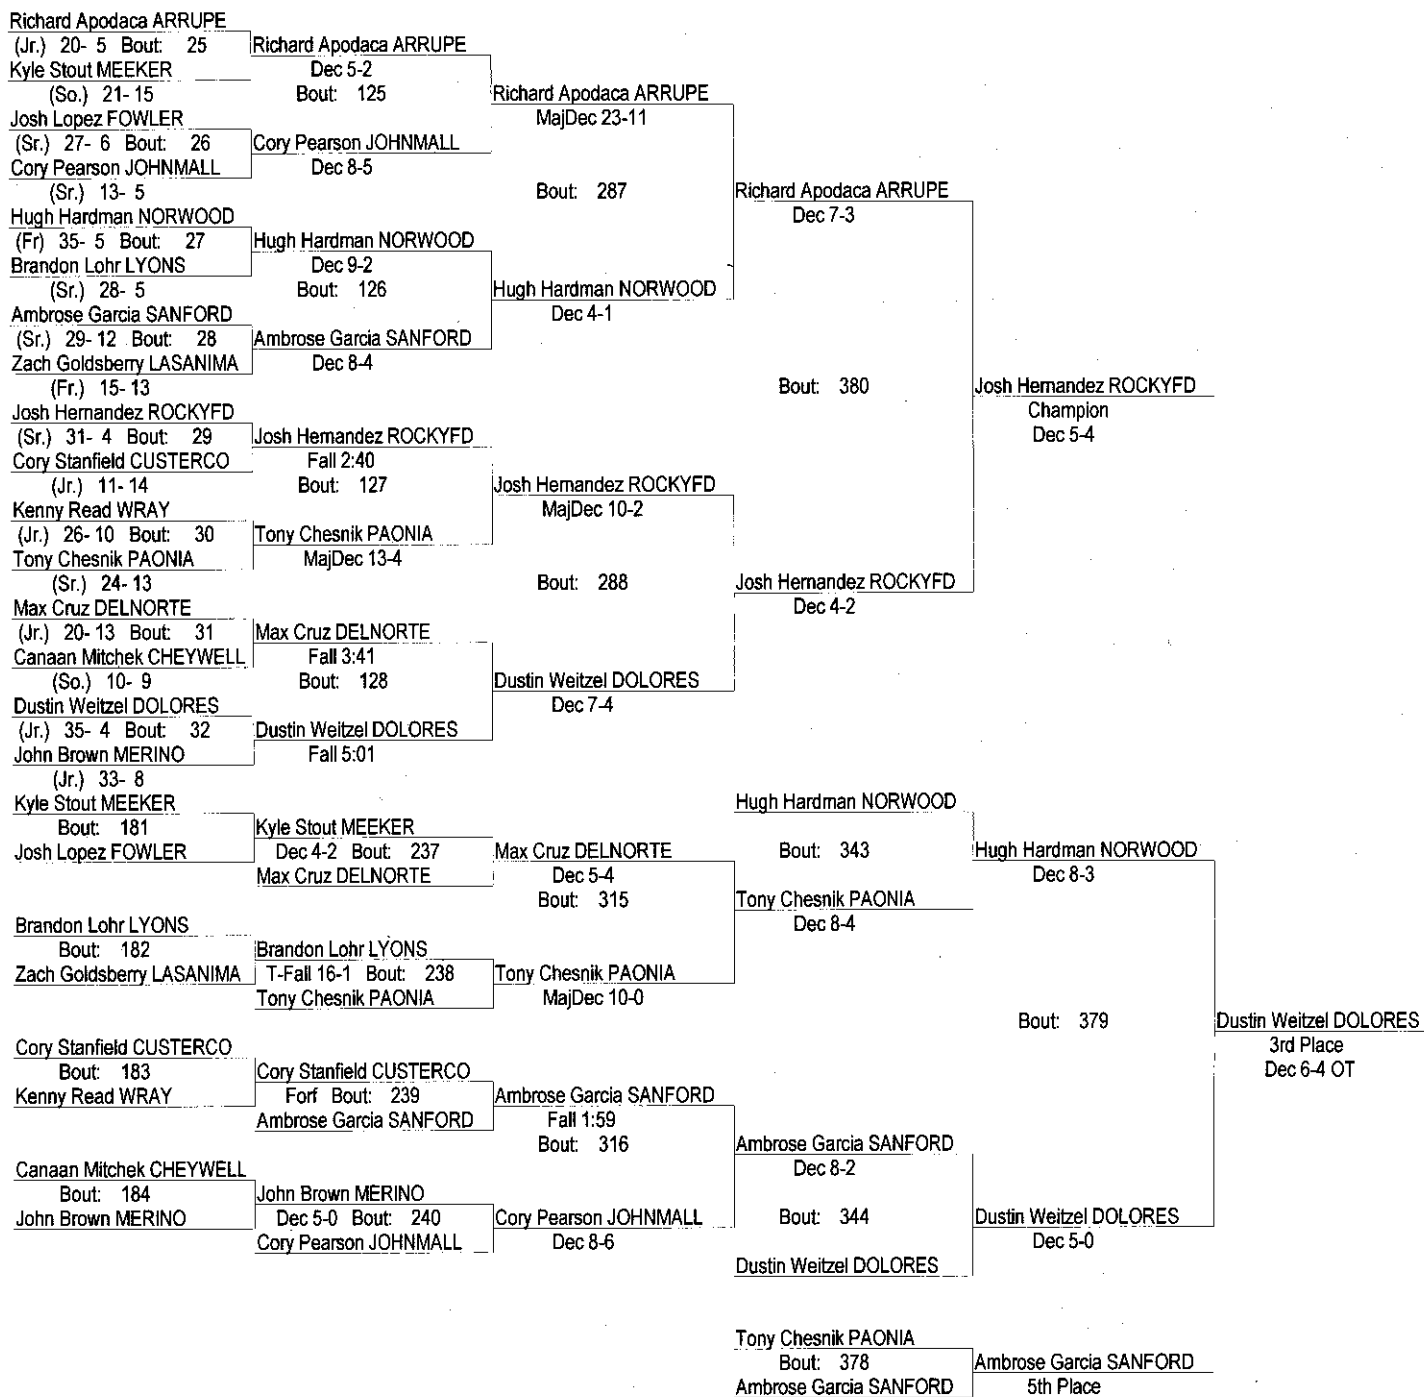 Richard Apodaca ARRUPE
(Jr.) 20- 5 Bout: 25
Kyle Stout MEEKER
(So.) 21- 15
Josh Lopez FOWLER
(Sr.) 27- 6 Bout: 26
Cory Pearson JOHNMALL
(Sr.) 13- 5
Hugh Hardman NORWOOD
(Fr) 35- 5 Bout: 27
Brandon Lohr LYONS
(Sr.) 28- 5
Ambrose Garcia SANFORD
(Sr.) 29- 12 Bout: 28
Zach Goldsberry LASANIMA
(Fr.) 15- 13
Josh Hernandez ROCKYFD
(Sr.) 31- 4 Bout: 29
Cory Stanfield CUSTERCO
(Jr.) 11- 14
Kenny Read WRAY
(Jr.) 26- 10 Bout: 30
Tony Chesnik PAONIA
(Sr.) 24- 13
Max Cruz DELNORTE
(Jr.) 20- 13 Bout: 31
Canaan Mitchek CHEYWELL
(So.) 10- 9
Dustin Weitzel DOLORES
(Jr.) 35- 4 Bout: 32
John Brown MERINO
(Jr.) 33- 8
Richard Apodaca ARRUPE
Dec 5-2
Bout: 125
Cory Pearson JOHNMALL
Dec 8-5
Hugh Hardman NORWOOD
Dec 9-2
Bout: 126
Ambrose Garcia SANFORD
Dec 8-4
Josh Hernandez ROCKYFD
Fall 2:40
Bout: 127
Tony Chesnik PAONIA
MajDec 13-4
Max Cruz DELNORTE
Fall 3:41
Bout: 128
Dustin Weitzel DOLORES
Fall 5:01
Richard Apodaca ARRUPE
MajDec 23-11
Bout: 287
Hugh Hardman NORWOOD
Dec 4-1
Josh Hernandez ROCKYFD
MajDec 10-2
Bout: 288
Dustin Weitzel DOLORES
Dec 7-4
Richard Apodaca ARRUPE
Dec 7-3
Bout: 380
Josh Hernandez ROCKYFD
Dec 4-2
Josh Hernandez ROCKYFD
Champion
Dec 5-4
Kyle Stout MEEKER
Bout: 181
Josh Lopez FOWLER
Brandon Lohr LYONS
Bout: 182
Zach Goldsberry LASANIMA
Cory Stanfield CUSTERCO
Bout: 183
Kenny Read WRAY
Canaan Mitchek CHEYWELL
Bout: 184
John Brown MERINO
Kyle Stout MEEKER
Dec 4-2 Bout: 237
Max Cruz DELNORTE
Brandon Lohr LYONS
T-Fall 16-1 Bout: 238
Tony Chesnik PAONIA
Cory Stanfield CUSTERCO
Forf Bout: 239
Ambrose Garcia SANFORD
John Brown MERINO
Dec 5-0 Bout: 240
Cory Pearson JOHNMALL
Max Cruz DELNORTE
Dec 5-4
Bout: 315
Tony Chesnik PAONIA
MajDec 10-0
Ambrose Garcia SANFORD
Fall 1:59
Bout: 316
Cory Pearson JOHNMALL
Dec 8-6
Hugh Hardman NORWOOD
Bout: 343
Tony Chesnik PAONIA
Dec 8-4
Ambrose Garcia SANFORD
Dec 8-2
Bout: 344
Dustin Weitzel DOLORES
Hugh Hardman NORWOOD
Dec 8-3
Bout: 379
Dustin Weitzel DOLORES
Dec 5-0
Dustin Weitzel DOLORES
3rd Place
Dec 6-4 OT
Tony Chesnik PAONIA
Bout: 378
Ambrose Garcia SANFORD
Ambrose Garcia SANFORD
5th Place